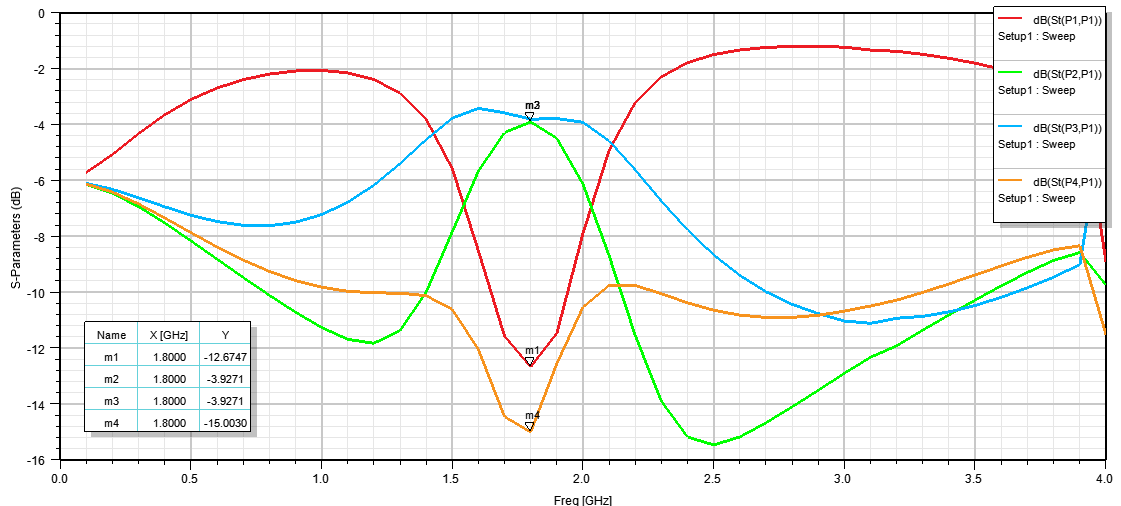 0
-2
-4
-6
-8
-10
-12
-14
-16
S-Parameters (dB)
0.0 0.5 1.0 1.5 2.0 2.5 3.0 3.5 4.0
Freq [GHz]
m3
m1
m4
dB(St(P1,P1))
Setup1 : Sweep
dB(St(P2,P1))
Setup1 : Sweep
dB(St(P3,P1))
Setup1 : Sweep
dB(St(P4,P1))
Setup1 : Sweep
Name X [GHz] Y
m1 1.8000 -12.6747
m2 1.8000 -3.9271
m3 1.8000 -3.9271
m4 1.8000 -15.0030